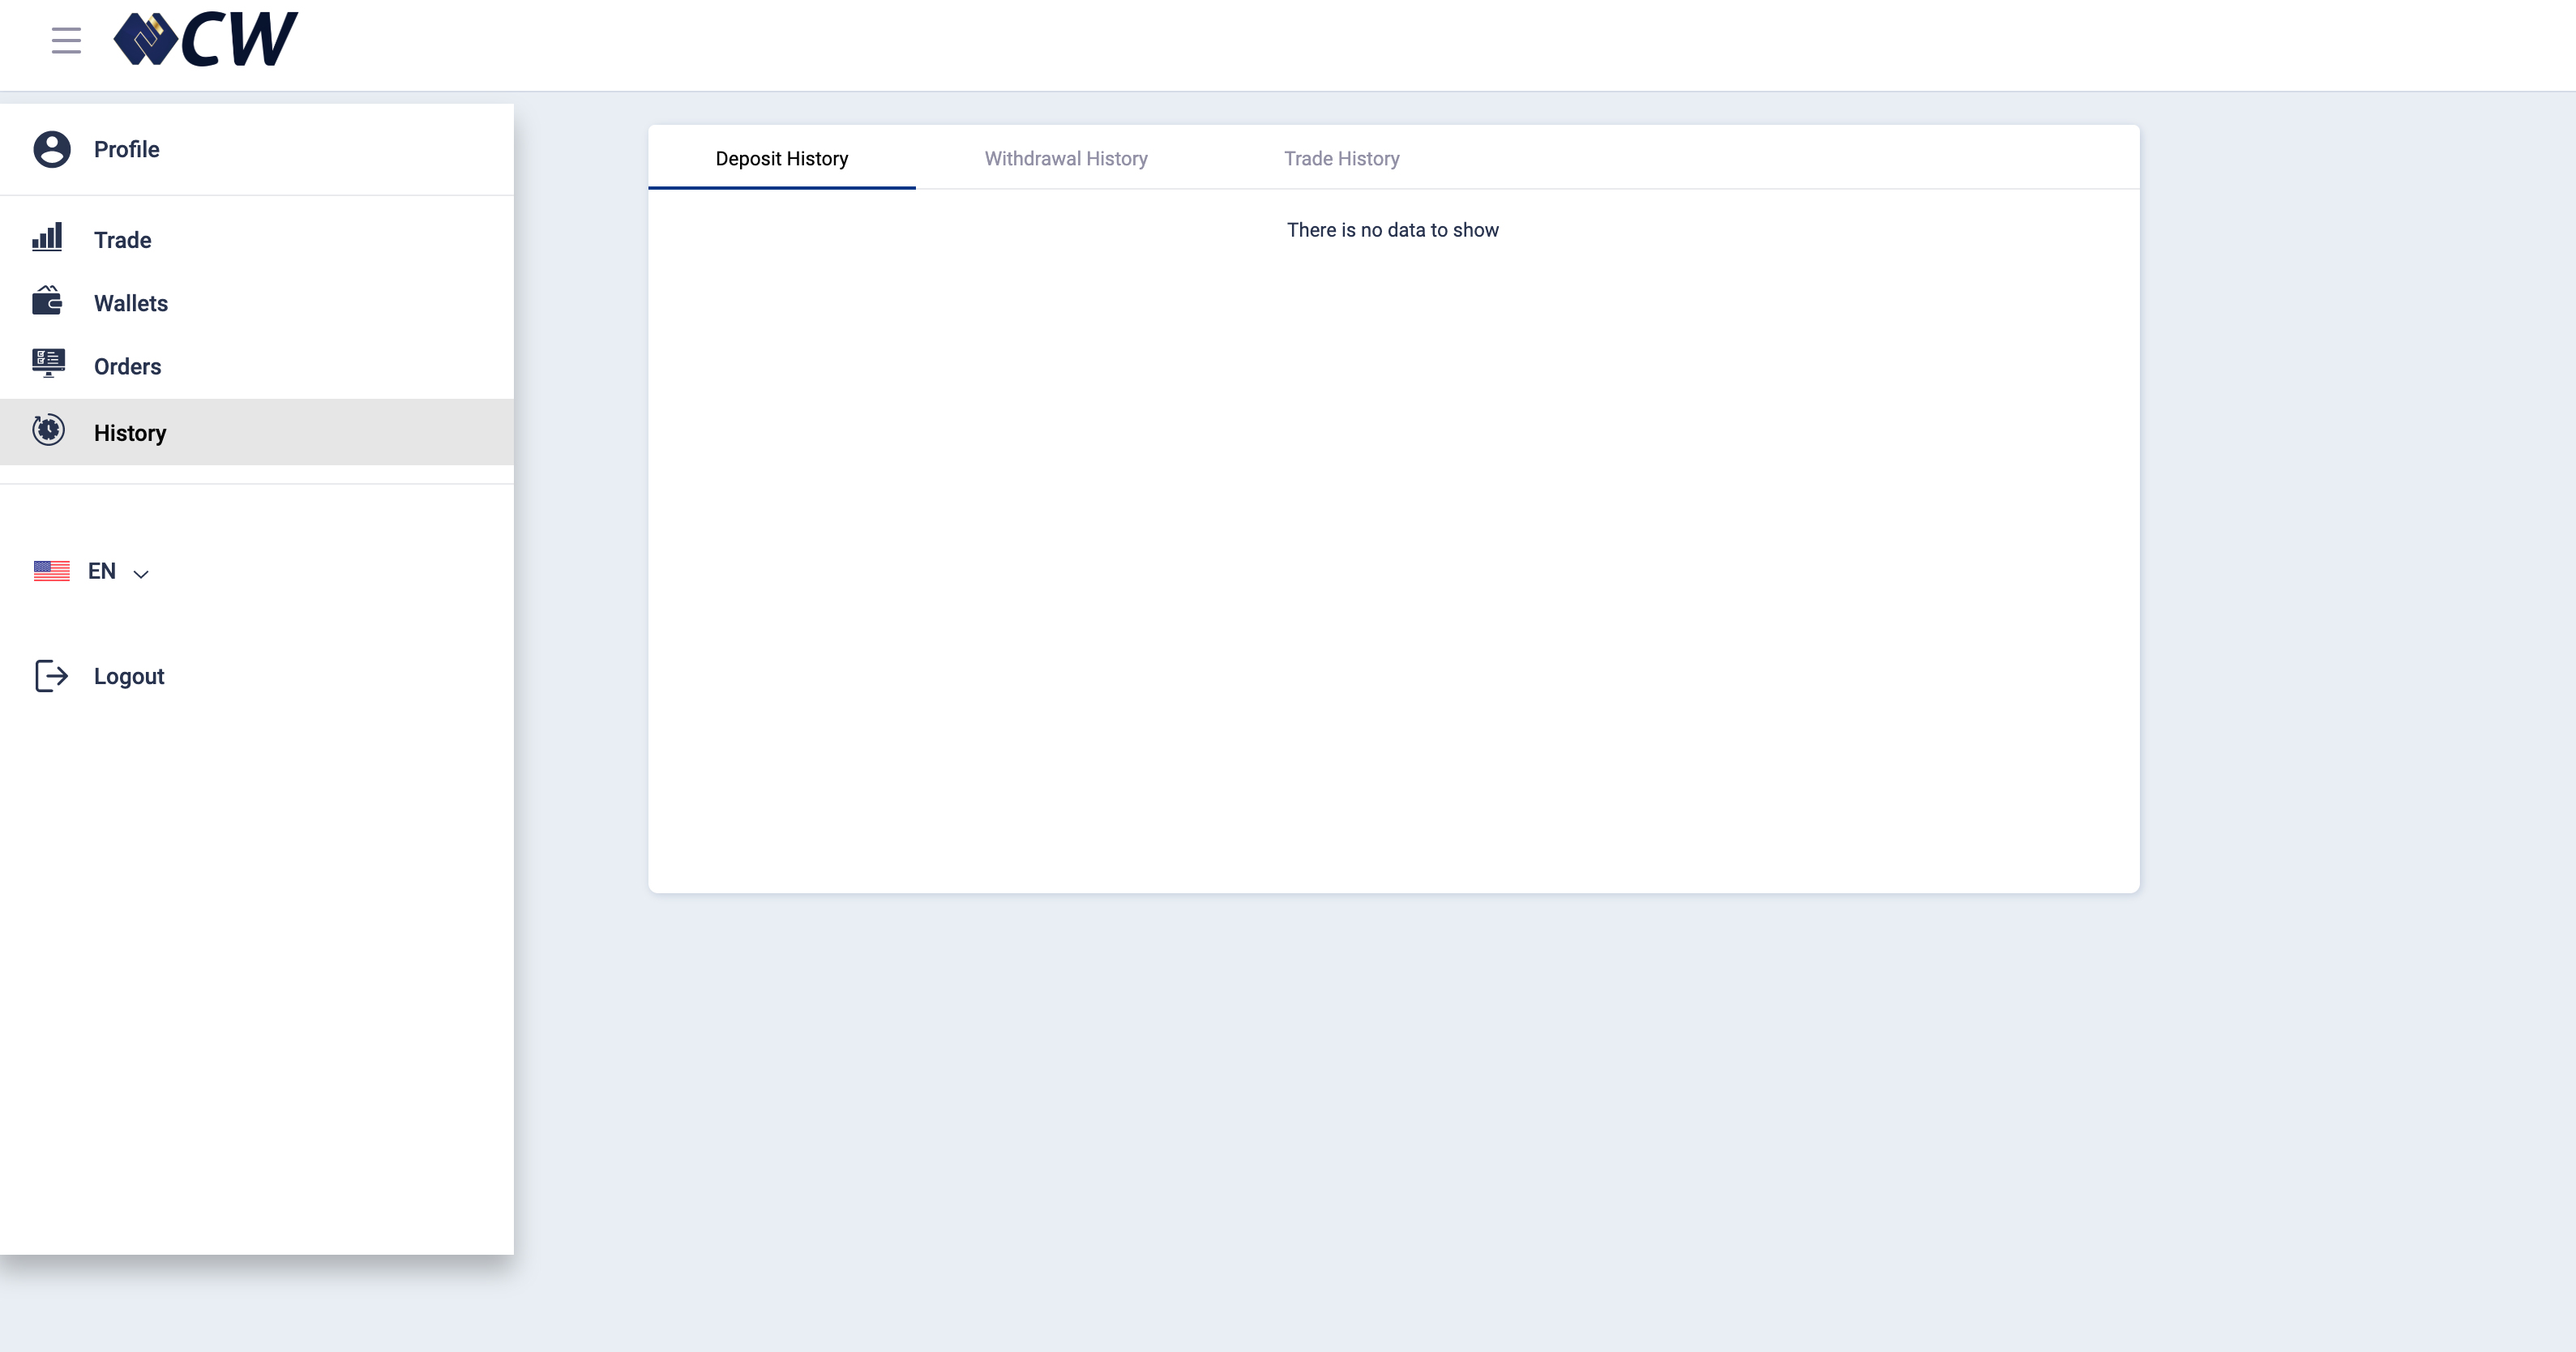 CW
Profile
Trade
Wallets
Orders
History
EN
Logout
Deposit History Withdrawal History Trade History
There is no data to show